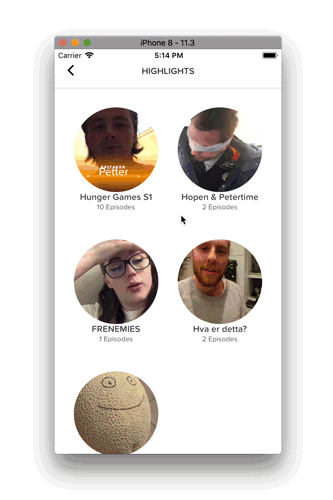 iPhone 8 - 11.3
Carrier 5:14 PM
HIGHLIGHTS
Petter
Hunger Games S1
10 Episodes
Hopen & Petertime
2 Episodes
FRENEMIES
1 Episodes
Hva er detta?
2 Episodes